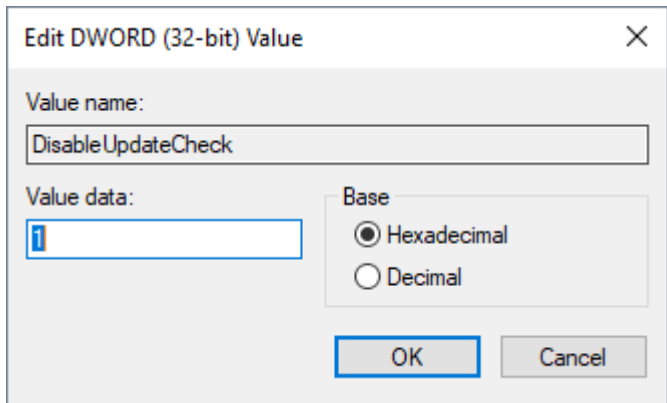 Edit DWORD (32-bit) Value
Value name:
DisableUpdateCheck
Value data:
1
Base
Hexadecimal
Decimal
OK
Cancel